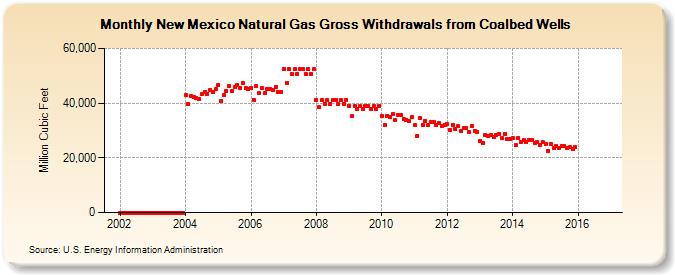 Monthly New Mexico Natural Gas Gross Withdrawals from Coalbed Wells
Million Cubic Feet
60,000
40,000
20,000
0
2002 2004 2006 2008 2010 2012 2014 2016
Source: U.S. Energy Information Administration